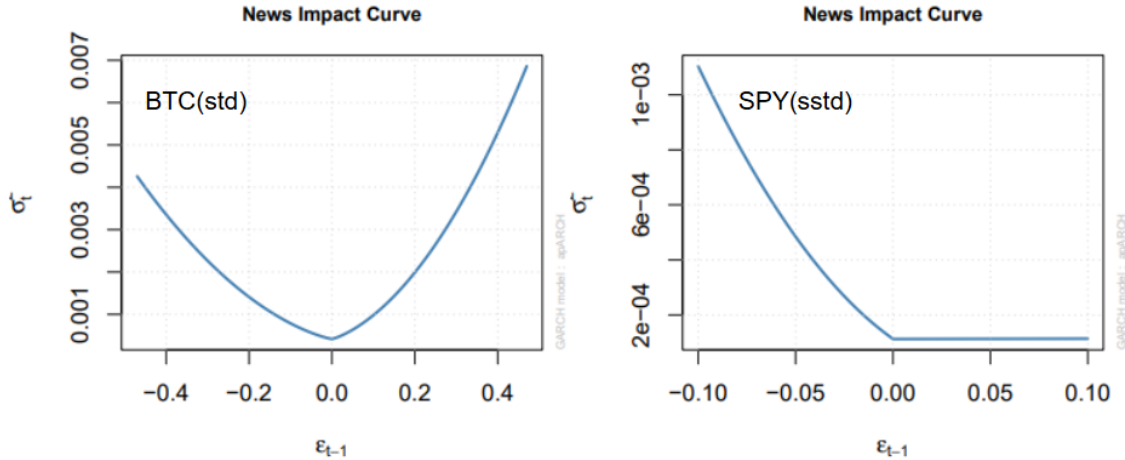 News Impact Curve
BTC(std)
0.007
0.005
0.003
0.001
σt
−0.4
−0.2
0.0
0.2
0.4
εt−1
GARCH model : apARCH
News Impact Curve
SPY(sstd)
1e−03
6e−04
2e−04
σt
−0.10
−0.05
0.00
0.05
0.10
εt−1
GARCH model : apARCH